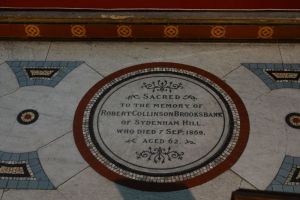 SACRED
TO THE MEMORY OF
ROBERT COLLINSON BROOKSBANK
OF SYDENHAM HILL
WHO DIED 7 SEP: 1869.
AGED 62.